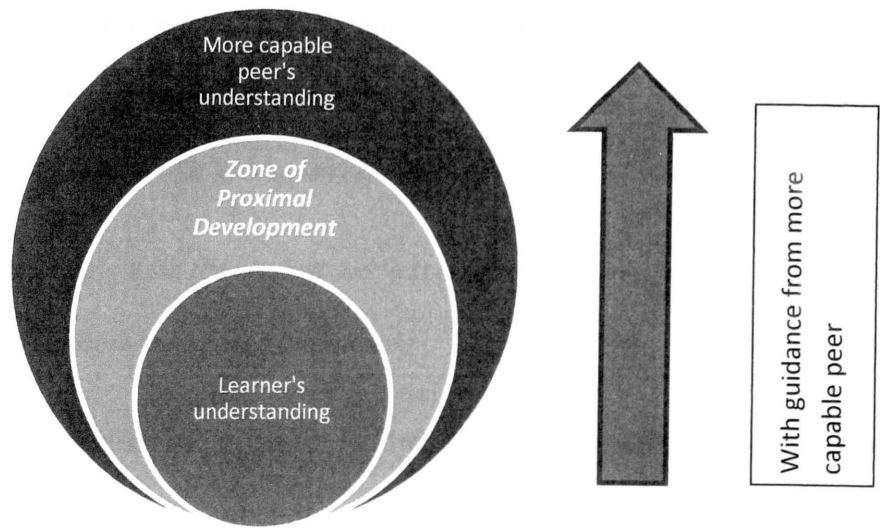 More capable
peer's
understanding
Zone of
Proximal
Development
Learner's
understanding
With guidance from more
capable peer